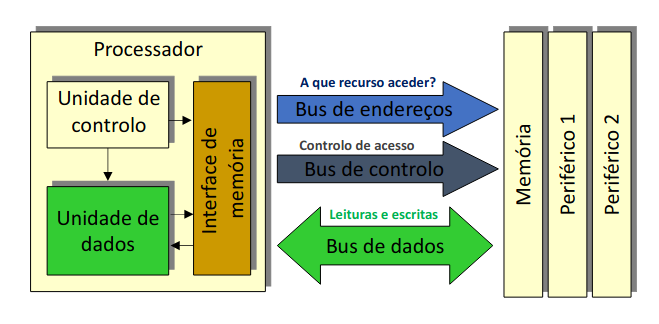 Processador
Unidade de
controlo
Unidade de
dados
Interface de
memória
A que recurso aceder?
Bus de endereços
Controlo de acesso
Bus de controlo
Leituras e escritas
Bus de dados
Memória
Periférico 1
Periférico 2